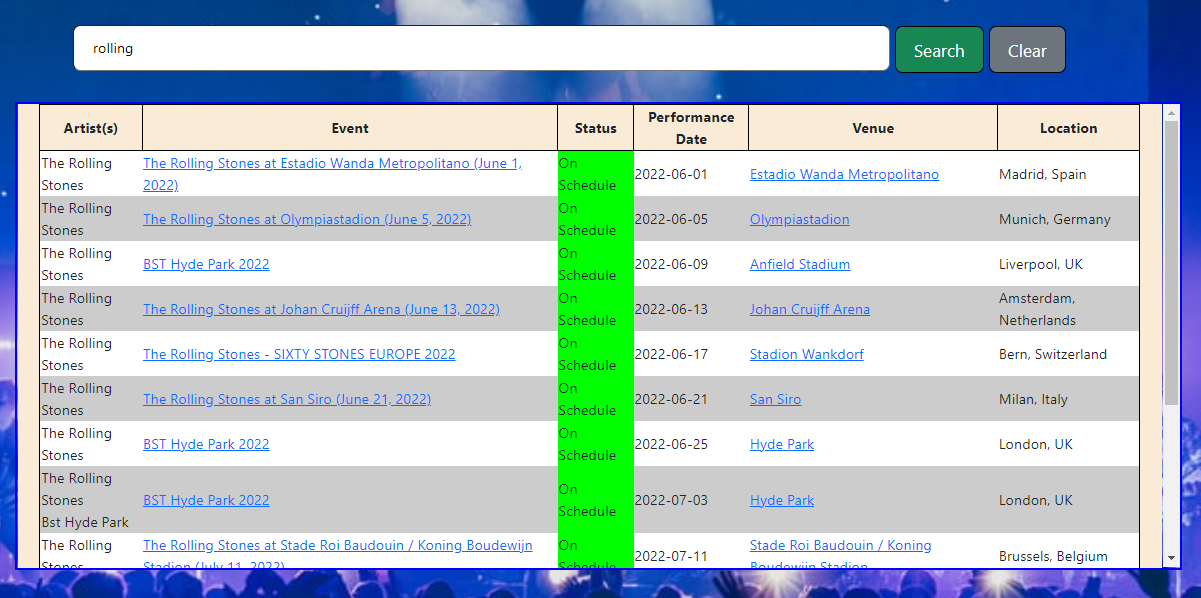 rolling Search Clear
Artist(s) Event Status Performance Date Venue Location
The Rolling Stones The Rolling Stones at Estadio Wanda Metropolitano (June 1, 2022) On Schedule 2022-06-01 Estadio Wanda Metropolitano Madrid, Spain
The Rolling Stones The Rolling Stones at Olympiastadion (June 5, 2022) On Schedule 2022-06-05 Olympiastadion Munich, Germany
The Rolling Stones BST Hyde Park 2022 On Schedule 2022-06-09 Anfield Stadium Liverpool, UK
The Rolling Stones The Rolling Stones at Johan Cruijff Arena (June 13, 2022) On Schedule 2022-06-13 Johan Cruijff Arena Amsterdam, Netherlands
The Rolling Stones The Rolling Stones - SIXTY STONES EUROPE 2022 On Schedule 2022-06-17 Stadion Wankdorf Bern, Switzerland
The Rolling Stones The Rolling Stones at San Siro (June 21, 2022) On Schedule 2022-06-21 San Siro Milan, Italy
The Rolling Stones BST Hyde Park 2022 On Schedule 2022-06-25 Hyde Park London, UK
The Rolling Stones Bst Hyde Park BST Hyde Park 2022 On Schedule 2022-07-03 Hyde Park London, UK
The Rolling Stones The Rolling Stones at Stade Roi Baudouin / Koning Boudewijn Stadion (July 11, 2022) On Schedule 2022-07-11 Stade Roi Baudouin / Koning Boudewijn Stadion Brussels, Belgium